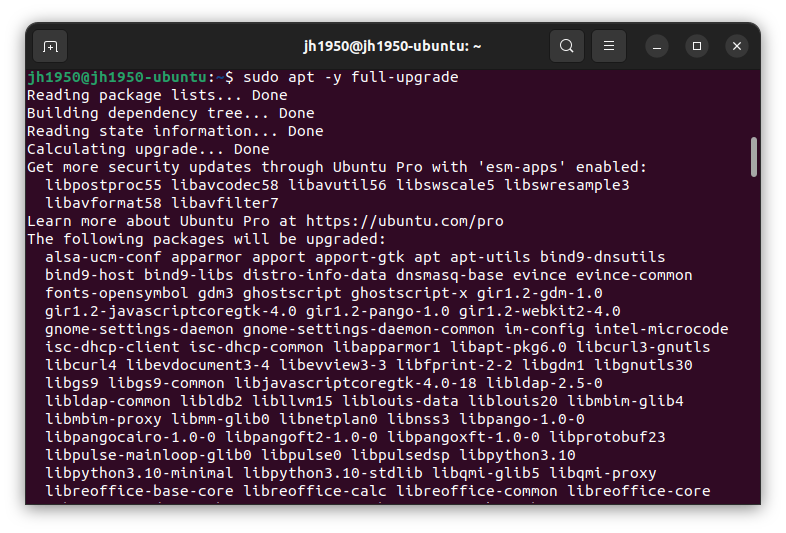 jh1950@jh1950-ubuntu: ~
jh1950@jh1950-ubuntu:~$ sudo apt -y full-upgrade
Reading package lists... Done
Building dependency tree... Done
Reading state information... Done
Calculating upgrade... Done
Get more security updates through Ubuntu Pro with 'esm-apps' enabled:
  libpostproc55 libavcodec58 libavutil56 libswscale5 libswresample3
  libavformat58 libavfilter7
Learn more about Ubuntu Pro at https://ubuntu.com/pro
The following packages will be upgraded:
  alsa-ucm-conf apparmor apport apport-gtk apt apt-utils bind9-dnsutils
  bind9-host bind9-libs distro-info-data dnsmasq-base evince evince-common
  fonts-opensymbol gdm3 ghostscript ghostscript-x gir1.2-gdm-1.0
  gir1.2-javascriptcoregtk-4.0 gir1.2-pango-1.0 gir1.2-webkit2-4.0
  gnome-settings-daemon gnome-settings-daemon-common im-config intel-microcode
  isc-dhcp-client isc-dhcp-common libapparmor1 libapt-pkg6.0 libcurl3-gnutls
  libcurl4 libevdocument3-4 libevview3-3 libfprint-2-2 libgdm1 libgnutls30
  libgs9 libgs9-common libjavascriptcoregtk-4.0-18 libldap-2.5-0
  libldap-common libldb2 libllvm15 liblouis-data liblouis20 libmbim-glib4
  libmbim-proxy libmm-glib0 libnetplan0 libnss3 libpango-1.0-0
  libpangocairo-1.0-0 libpangoft2-1.0-0 libpangoxft-1.0-0 libprotobuf23
  libpulse-mainloop-glib0 libpulse0 libpulsedsp libpython3.10
  libpython3.10-minimal libpython3.10-stdlib libqmi-glib5 libqmi-proxy
  libreoffice-base-core libreoffice-calc libreoffice-common libreoffice-core